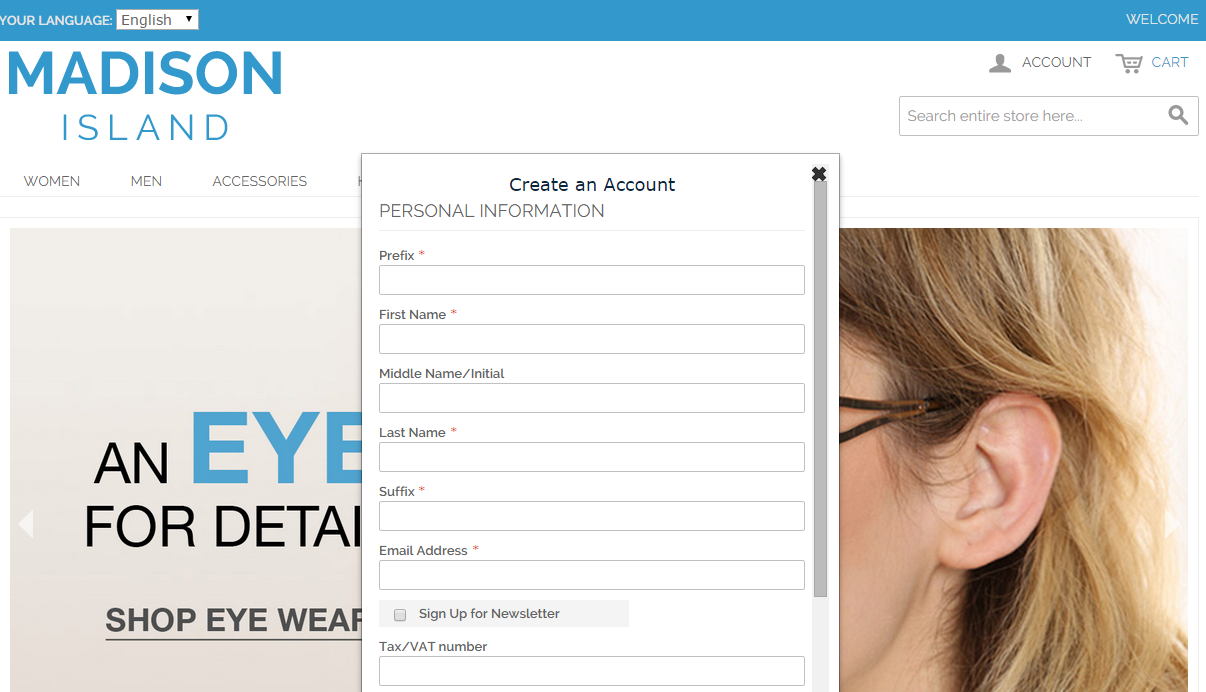 YOUR LANGUAGE: English
WELCOME
MADISON
ISLAND
ACCOUNT CART
Search entire store here...
WOMEN MEN ACCESSORIES
Create an Account
PERSONAL INFORMATION
Prefix *
First Name *
Middle Name/Initial
Last Name *
Suffix *
Email Address *
Sign Up for Newsletter
Tax/VAT number
AN EYE
FOR DETAI
SHOP EYE WEAR